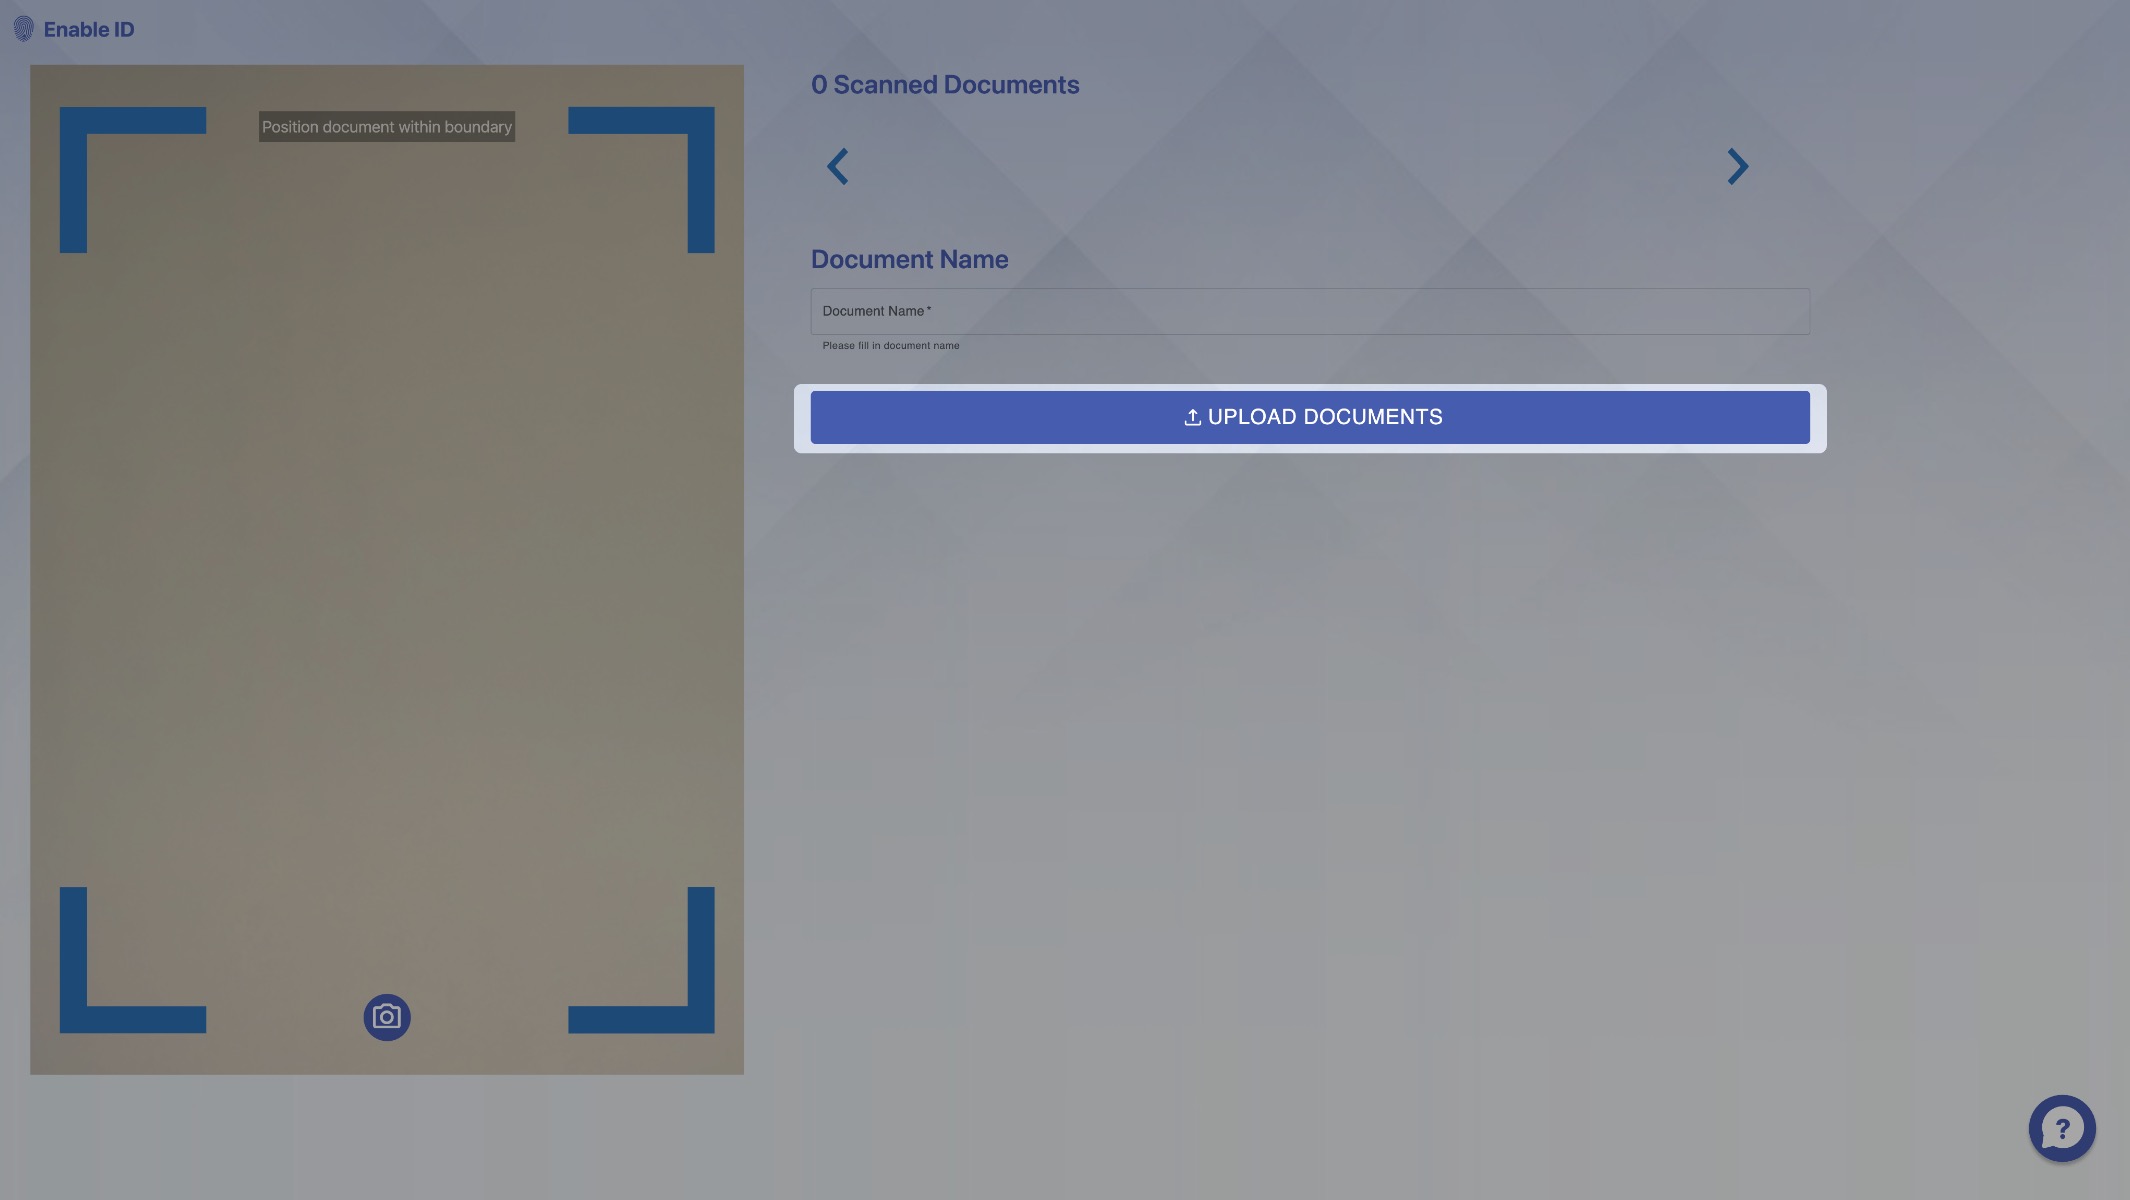 Enable ID
Position document within boundary
0 Scanned Documents
Document Name
Document Name *
Please fill in document name
UPLOAD DOCUMENTS
?